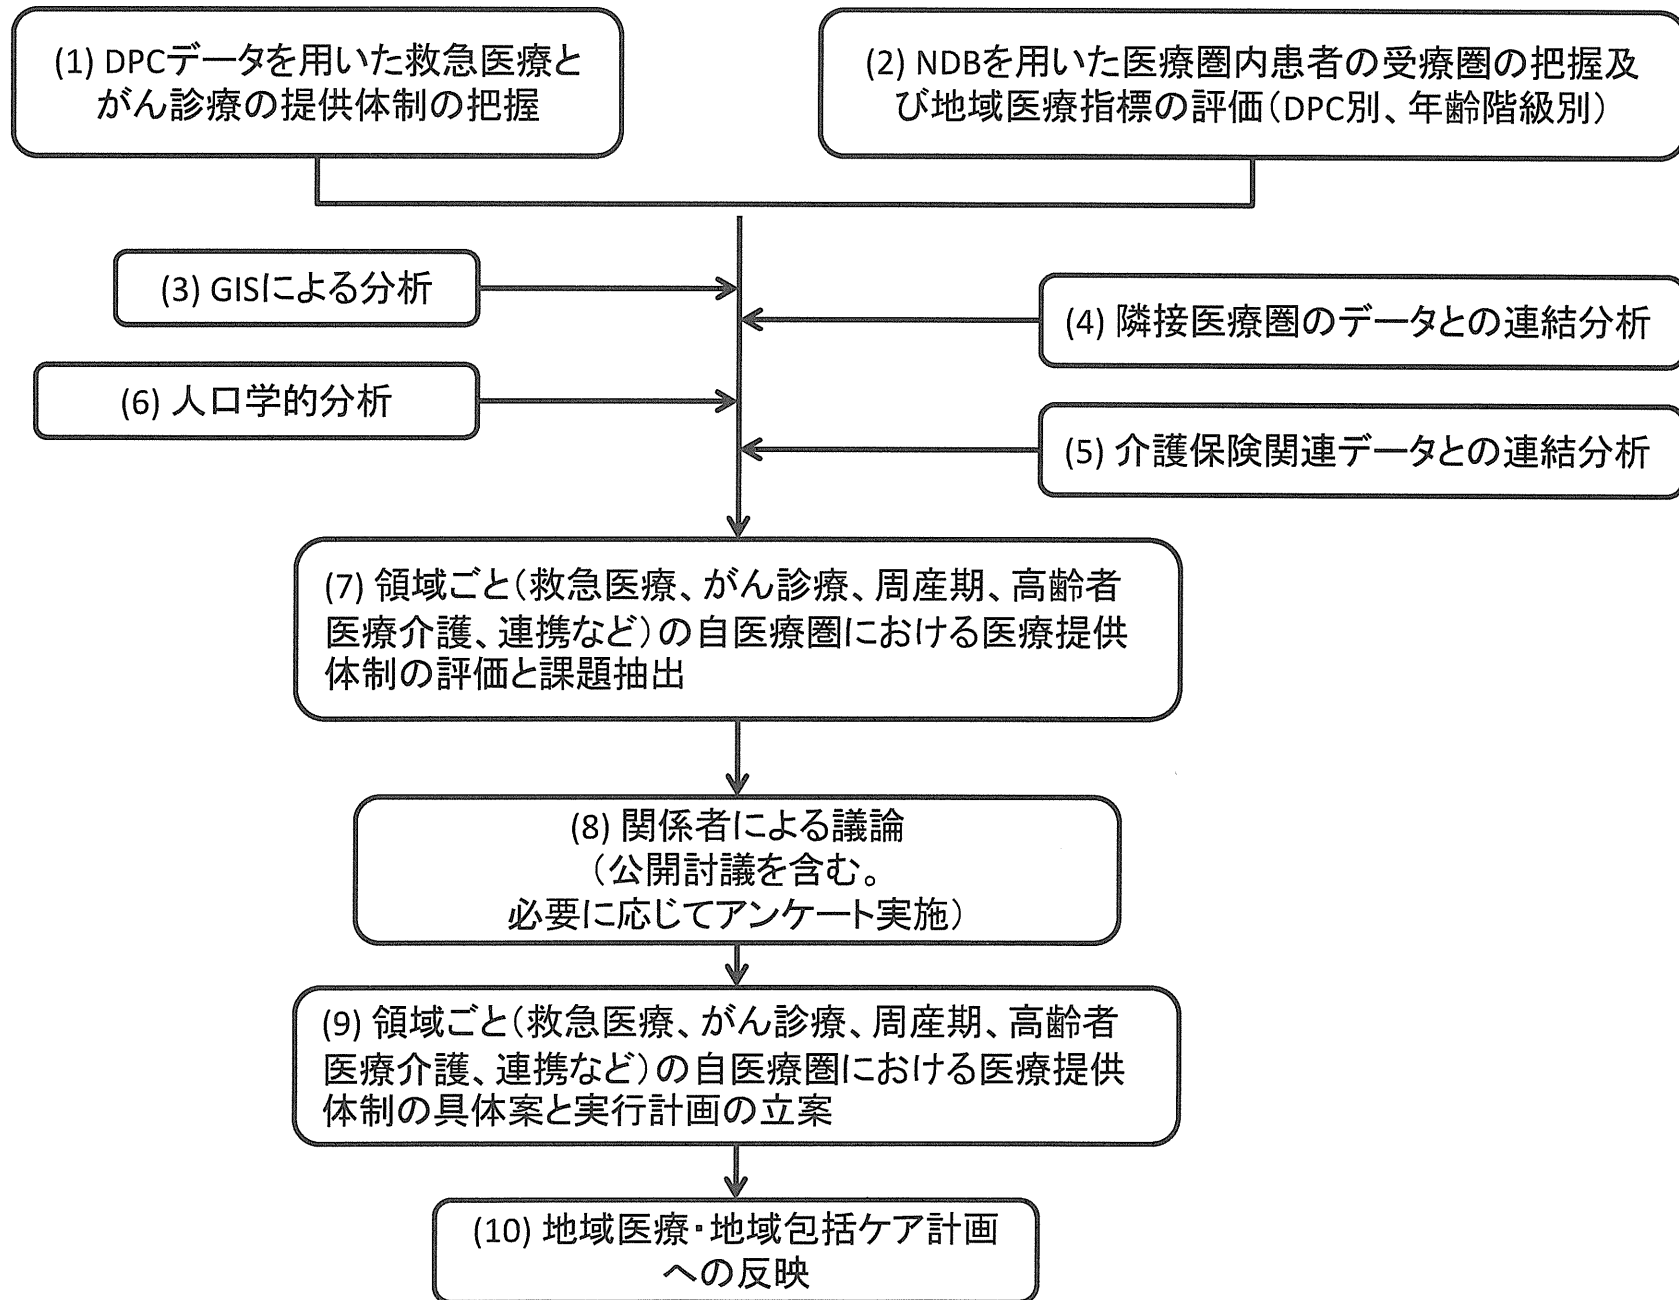 (1) DPCデータを用いた救急医療と
がん診療の提供体制の把握
(2) NDBを用いた医療圏内患者の受療圏の把握及
び地域医療指標の評価(DPC別、年齢階級別)
(3) GISによる分析
(4) 隣接医療圏のデータとの連結分析
(6) 人口学的分析
(5) 介護保険関連データとの連結分析
(7) 領域ごと(救急医療、がん診療、周産期、高齢者
医療介護、連携など)の自医療圏における医療提供
体制の評価と課題抽出
(8) 関係者による議論
(公開討議を含む。
必要に応じてアンケート実施)
(9) 領域ごと(救急医療、がん診療、周産期、高齢者
医療介護、連携など)の自医療圏における医療提供
体制の具体案と実行計画の立案
(10) 地域医療・地域包括ケア計画
への反映